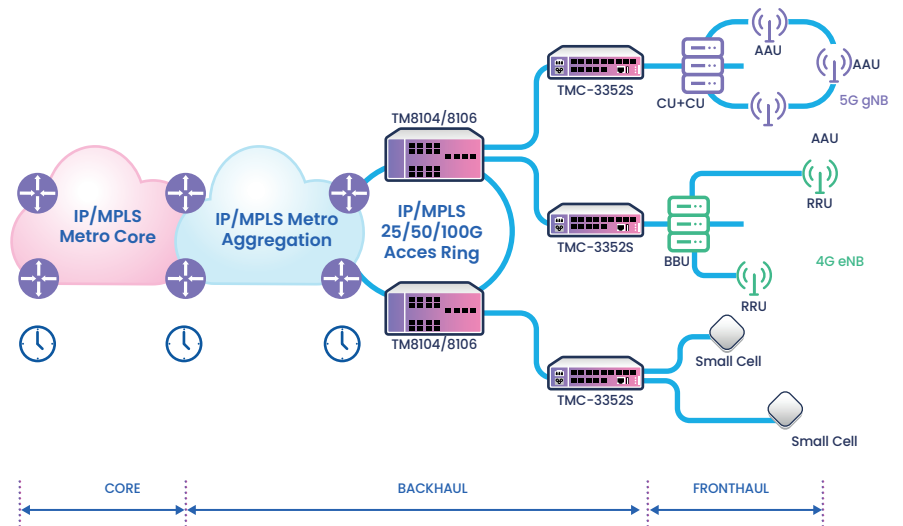 AAU
AAU
5G gNB
CU+CU
TMC-3352S
TM8104/8106
AAU
RRU
IP/MPLS
Metro Core
IP/MPLS Metro
Aggregation
IP/MPLS
25/50/100G
Acces Ring
TMC-3352S
BBU
4G eNB
RRU
TM8104/8106
Small Cell
TMC-3352S
Small Cell
CORE
BACKHAUL
FRONTHAUL